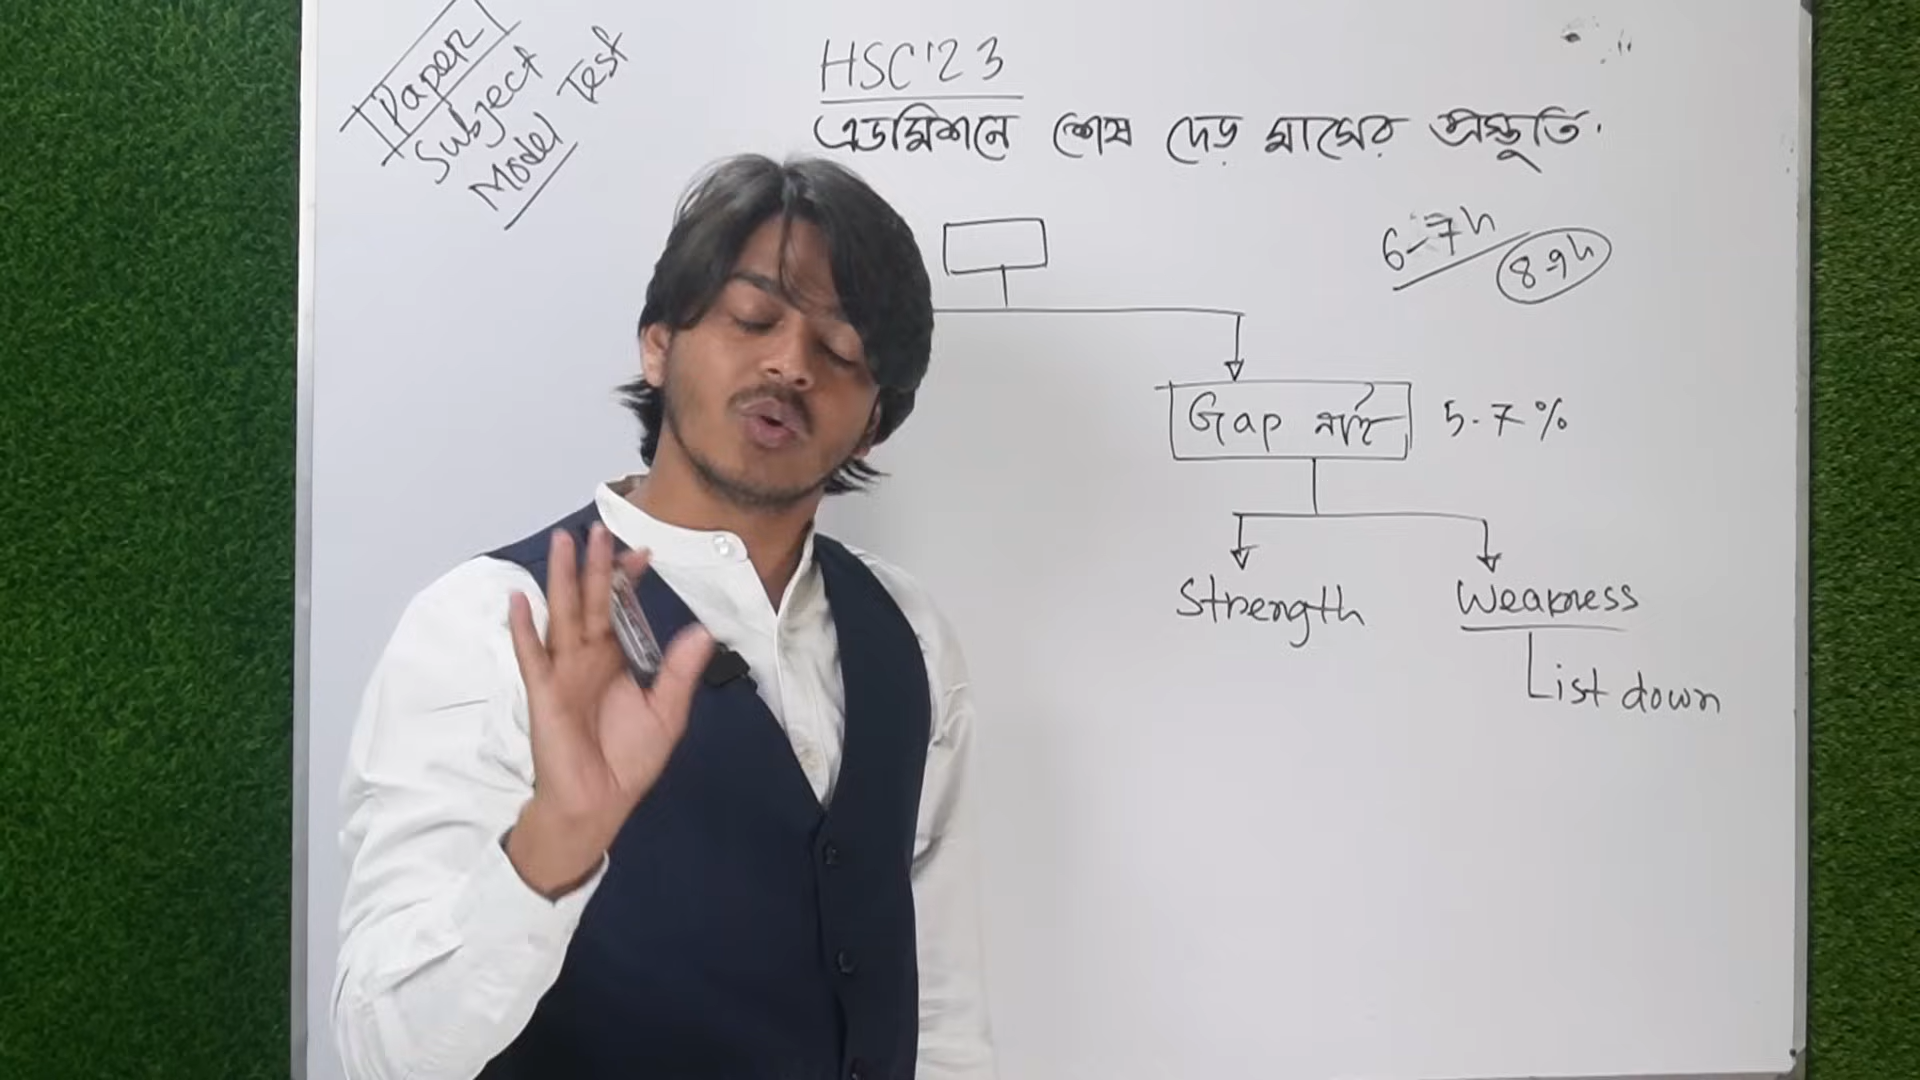 Paper
Subject
Model Test
HSC'23
এডমিশনে শেষ দেড় মাসের প্রস্তুতি.
6-7h
8-9h
Gap নাই
5-7%
Strength
Weakness
List down